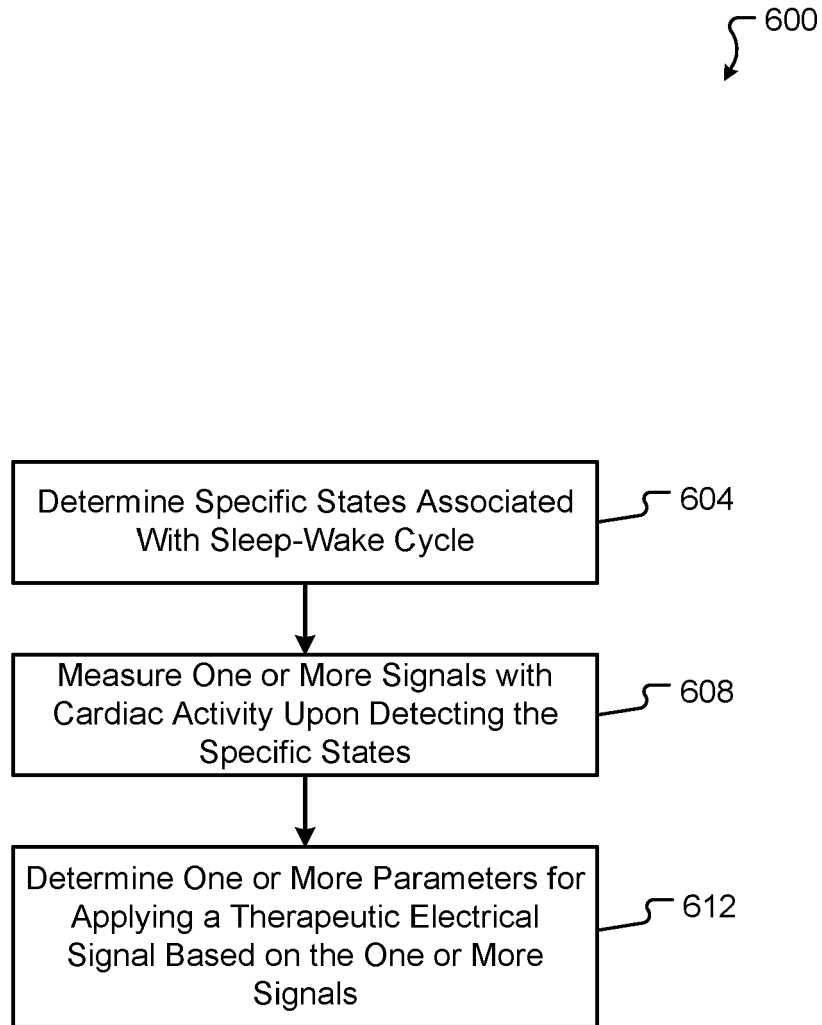 600
Determine Specific States Associated
With Sleep-Wake Cycle
604
Measure One or More Signals with
Cardiac Activity Upon Detecting the
Specific States
608
Determine One or More Parameters for
Applying a Therapeutic Electrical
Signal Based on the One or More
Signals
612